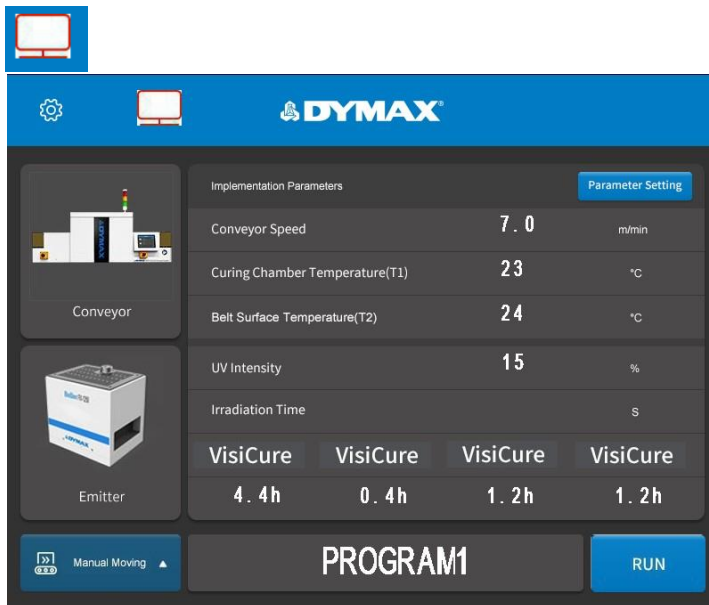 DYMAX®
Implementation Parameters
Parameter Setting
Conveyor Speed 7.0 m/min
Curing Chamber Temperature(T1) 23 °C
Belt Surface Temperature(T2) 24 °C
Conveyor
UV Intensity 15 %
Irradiation Time S
VisiCure VisiCure VisiCure VisiCure
4.4h 0.4h 1.2h 1.2h
DYMAX
Emitter
Manual Moving ▲
PROGRAM1
RUN